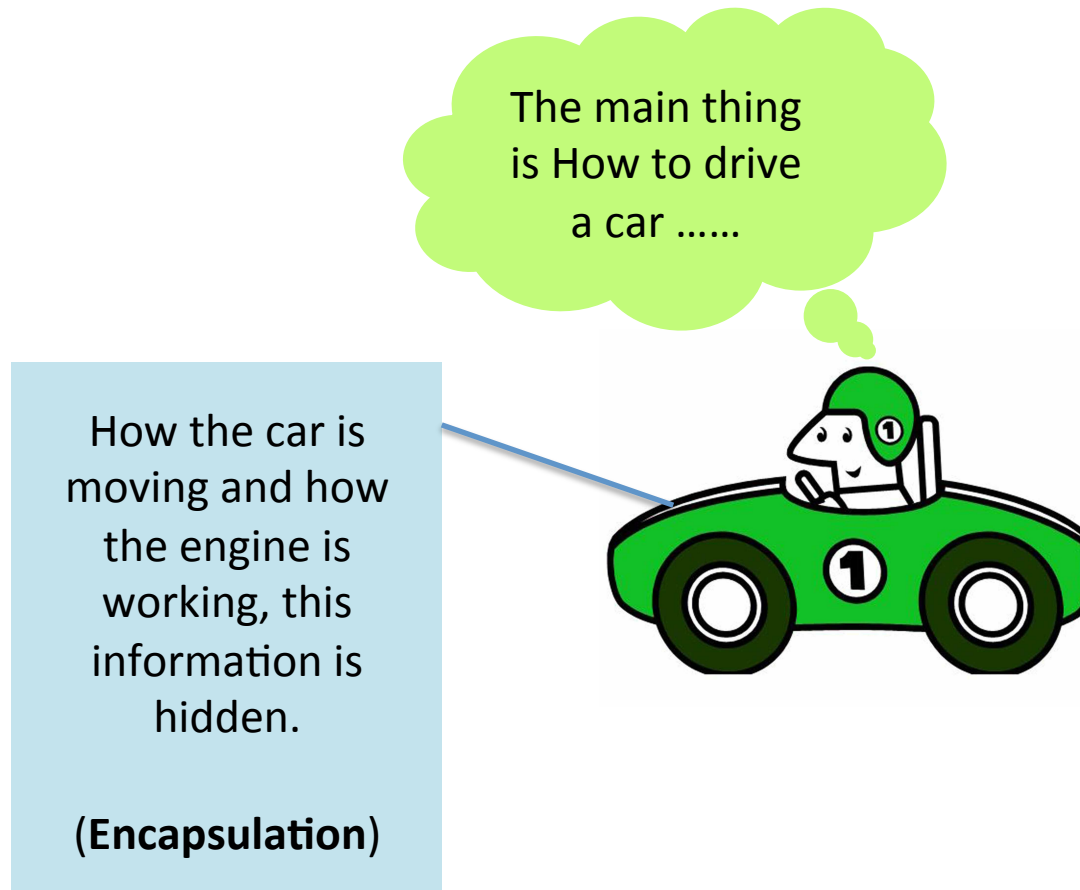 The main thing
is How to drive
a car ......
How the car is
moving and how
the engine is
working, this
information is
hidden.
(Encapsulation)
1
1